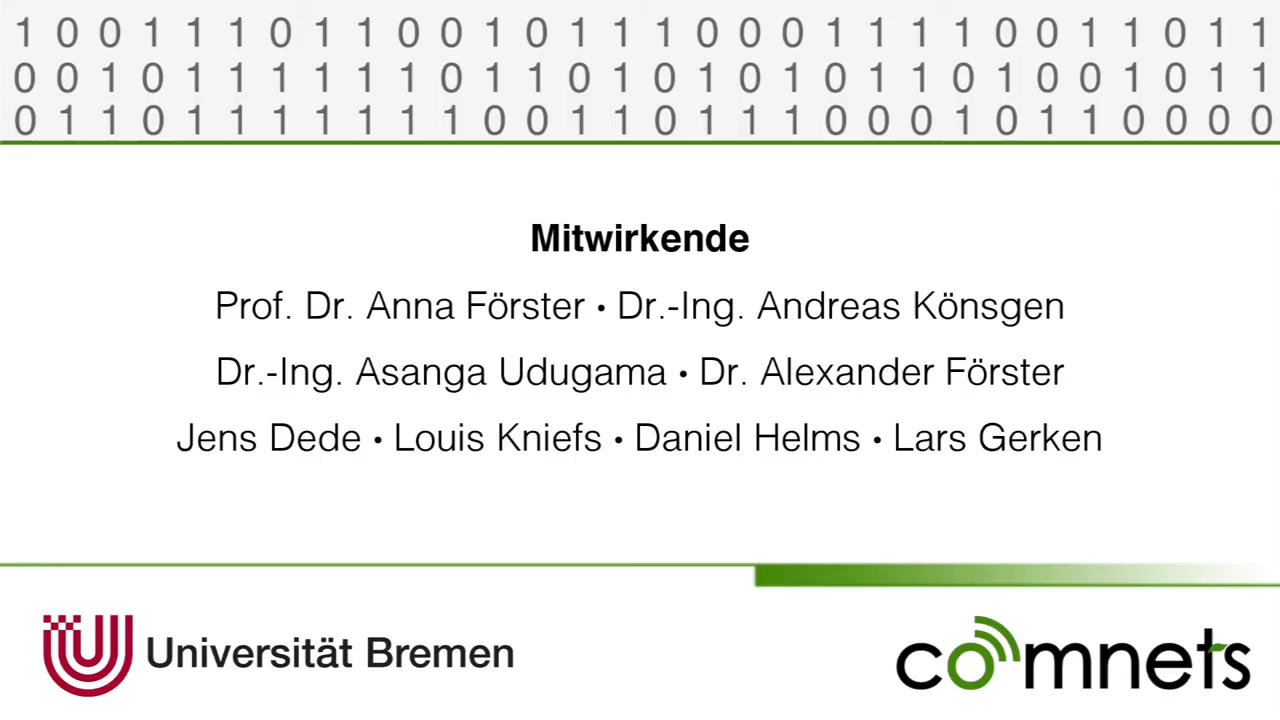 1 0 0 1 1 1 0 1 1 0 0 1 0 1 1 1 0 0 0 1 1 1 1 0 0 1 1 0 1 1
0 0 1 0 1 1 1 1 1 1 0 1 1 0 1 0 1 0 1 0 1 1 0 1 0 0 1 0 1 1
0 1 1 0 1 1 1 1 1 1 1 0 0 1 1 0 1 1 1 0 0 0 1 0 1 1 0 0 0 0
Mitwirkende
Prof. Dr. Anna Förster • Dr.-Ing. Andreas Könsgen
Dr.-Ing. Asanga Udugama • Dr. Alexander Förster
Jens Dede • Louis Kniefs • Daniel Helms • Lars Gerken
Universität Bremen
comnets